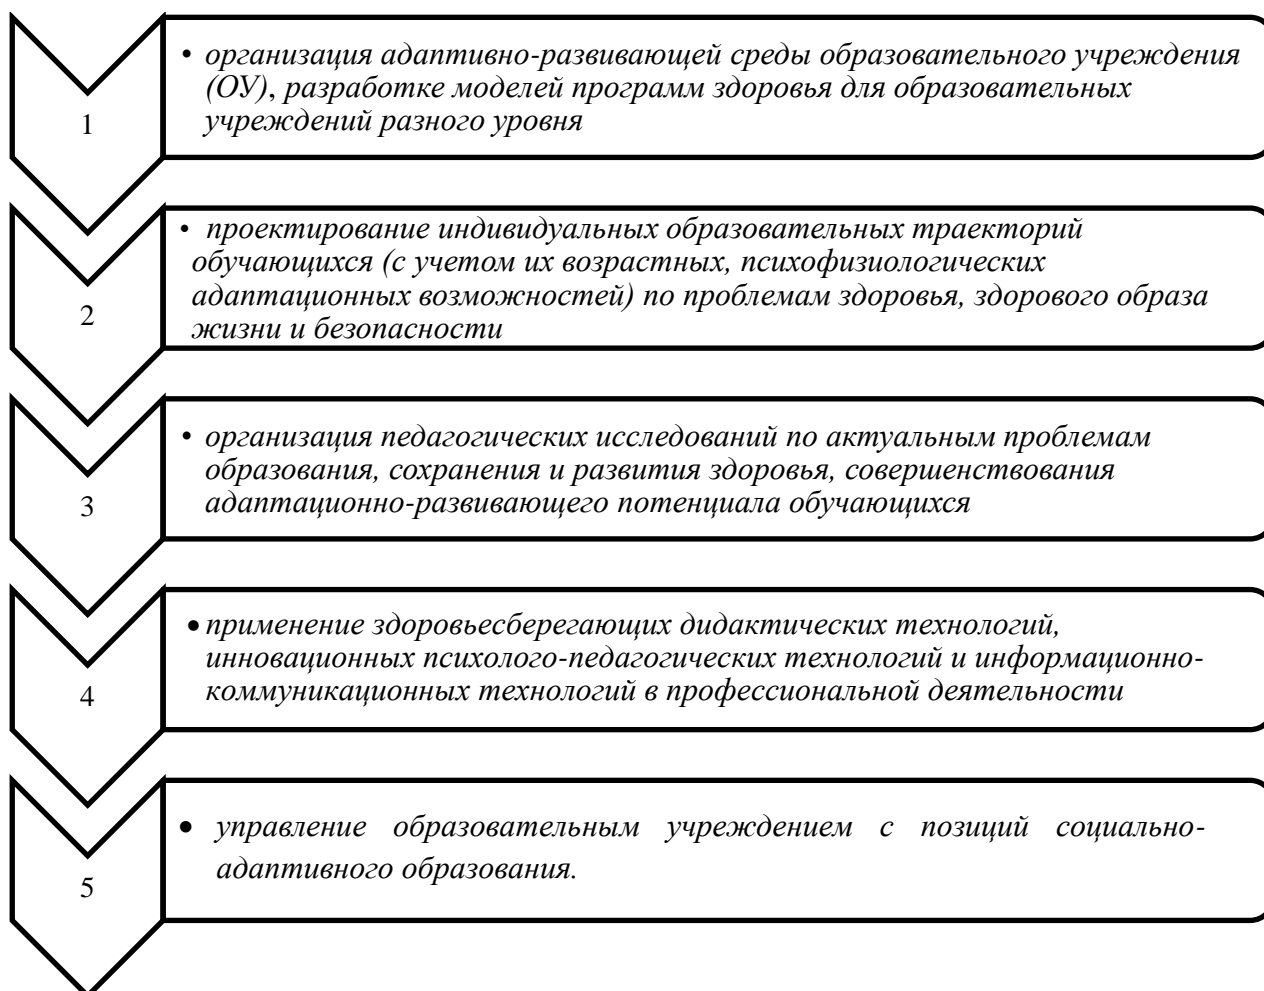 1
• организация адаптивно-развивающей среды образовательного учреждения
(ОУ), разработке моделей программ здоровья для образовательных
учреждений разного уровня
2
• проектирование индивидуальных образовательных траекторий
обучающихся (с учетом их возрастных, психофизиологических
адаптационных возможностей) по проблемам здоровья, здорового образа
жизни и безопасности
3
• организация педагогических исследований по актуальным проблемам
образования, сохранения и развития здоровья, совершенствования
адаптационно-развивающего потенциала обучающихся
4
• применение здоровьесберегающих дидактических технологий,
инновационных психолого-педагогических технологий и информационно-
коммуникационных технологий в профессиональной деятельности
5
• управление образовательным учреждением с позиций социально-
адаптивного образования.